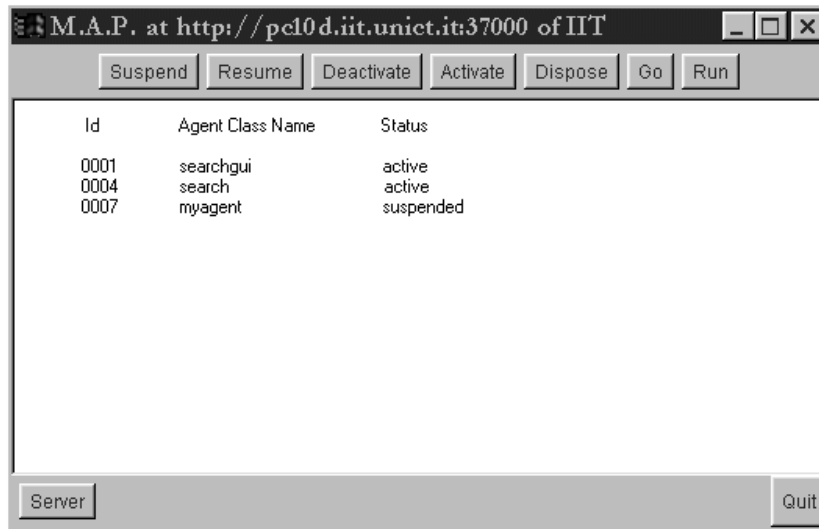 M.A.P. at http://pc10d.iit.unict.it:37000 of IIT
Suspend Resume Deactivate Activate Dispose Go Run
Id Agent Class Name Status
0001 searchgui active
0004 search active
0007 myagent suspended
Server Quit